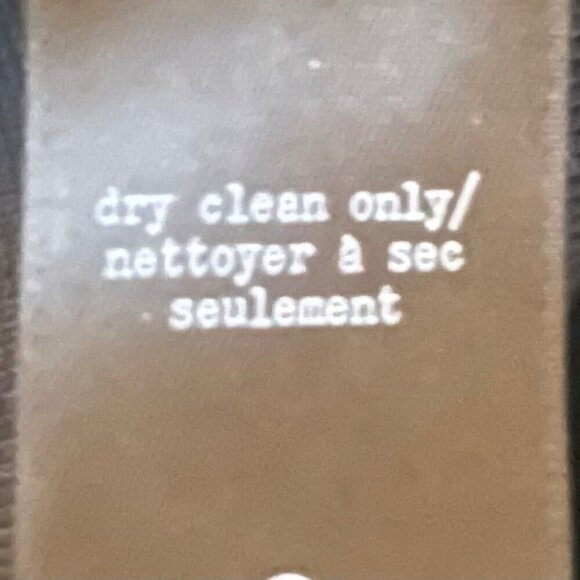 dry clean only/
nettoyer à sec
seulement